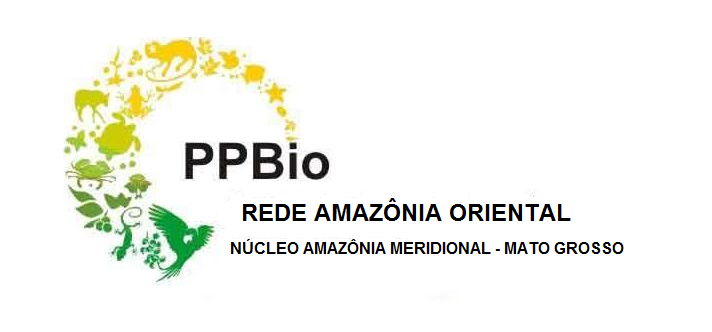 PPBio
REDE AMAZÔNIA ORIENTAL
NÚCLEO AMAZÔNIA MERIDIONAL - MATO GROSSO